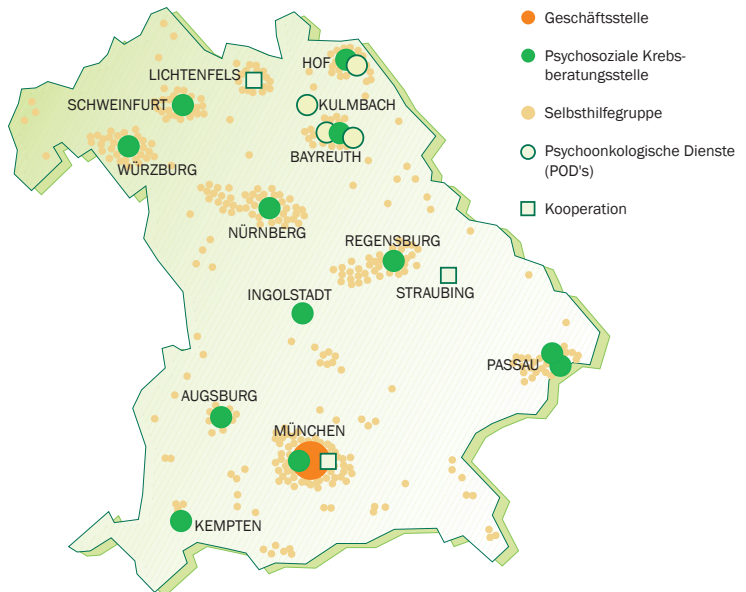 Geschäftsstelle
Psychosoziale Krebs-
beratungsstelle
Selbsthilfegruppe
Psychoonkologische Dienste
(POD's)
Kooperation
HOF
LICHTENFELS
SCHWEINFURT
KULMBACH
BAYREUTH
WÜRZBURG
NÜRNBERG
REGENSBURG
INGOLSTADT
STRAUBING
PASSAU
AUGSBURG
MÜNCHEN
KEMPTEN